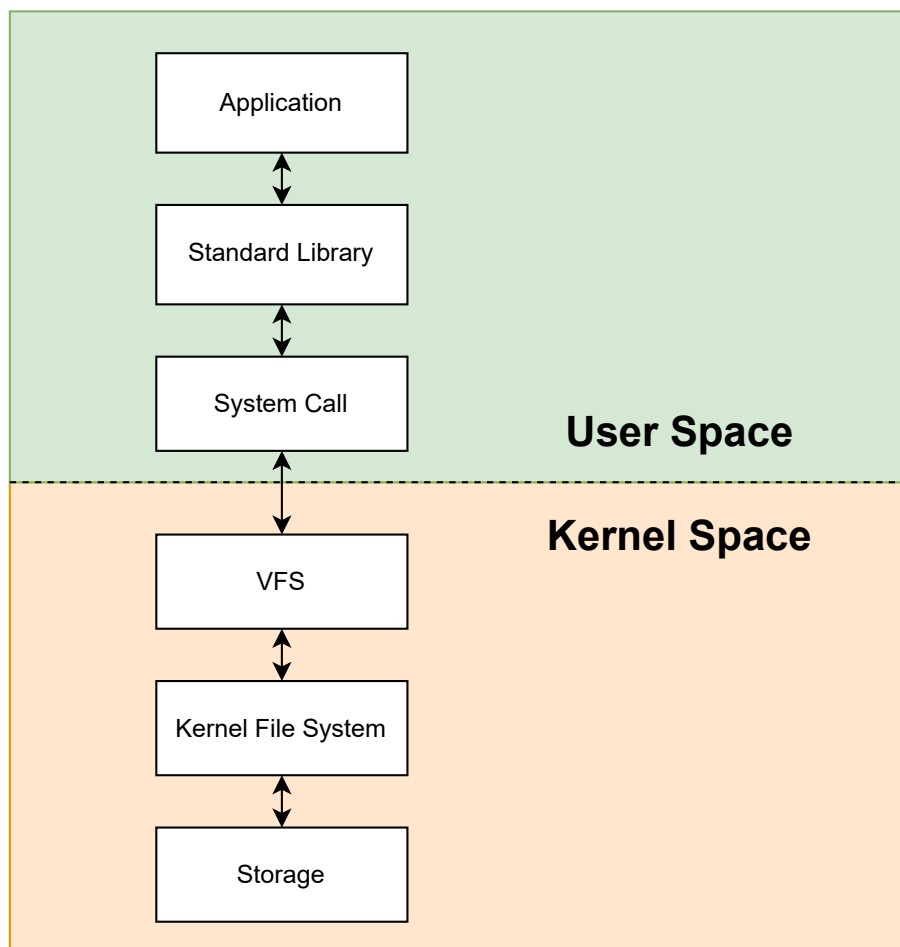 Application
Standard Library
System Call
User Space
Kernel Space
VFS
Kernel File System
Storage